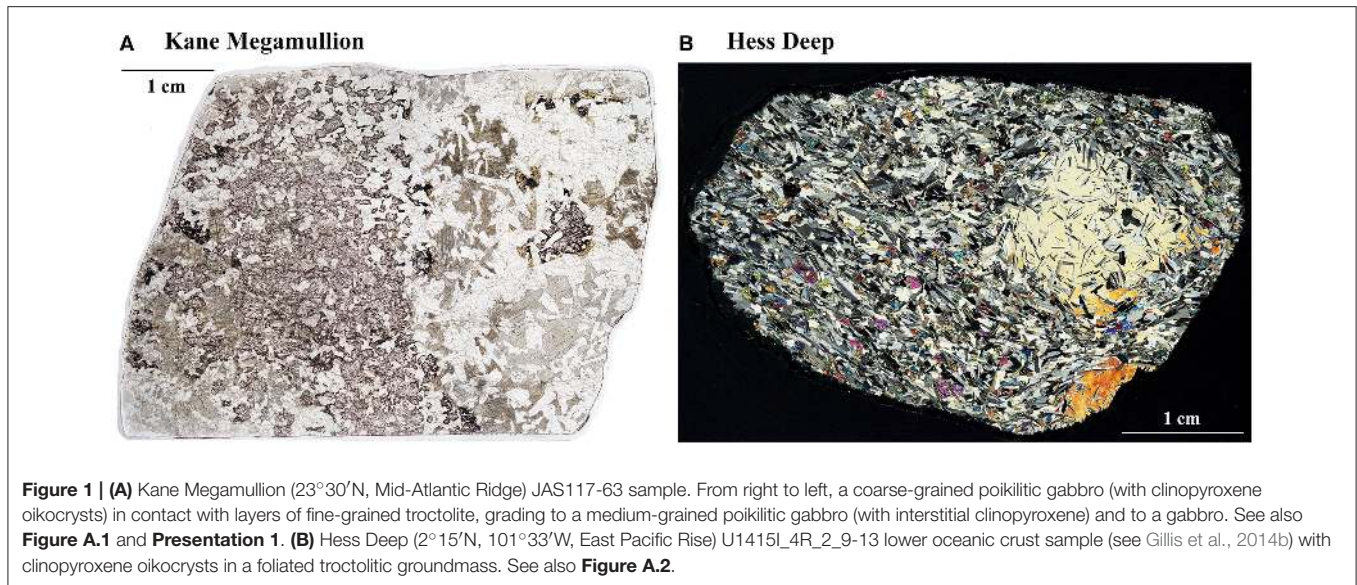 A Kane Megamullion
B Hess Deep
1 cm
1 cm
Figure 1 | (A) Kane Megamullion (23°30′N, Mid-Atlantic Ridge) JAS117-63 sample. From right to left, a coarse-grained poikilitic gabbro (with clinopyroxene
oikocrysts) in contact with layers of fine-grained troctolite, grading to a medium-grained poikilitic gabbro (with interstitial clinopyroxene) and to a gabbro. See also
Figure A.1 and Presentation 1. (B) Hess Deep (2°15′N, 101°33′W, East Pacific Rise) U1415I_4R_2_9-13 lower oceanic crust sample (see Gillis et al., 2014b) with
clinopyroxene oikocrysts in a foliated troctolitic groundmass. See also Figure A.2.